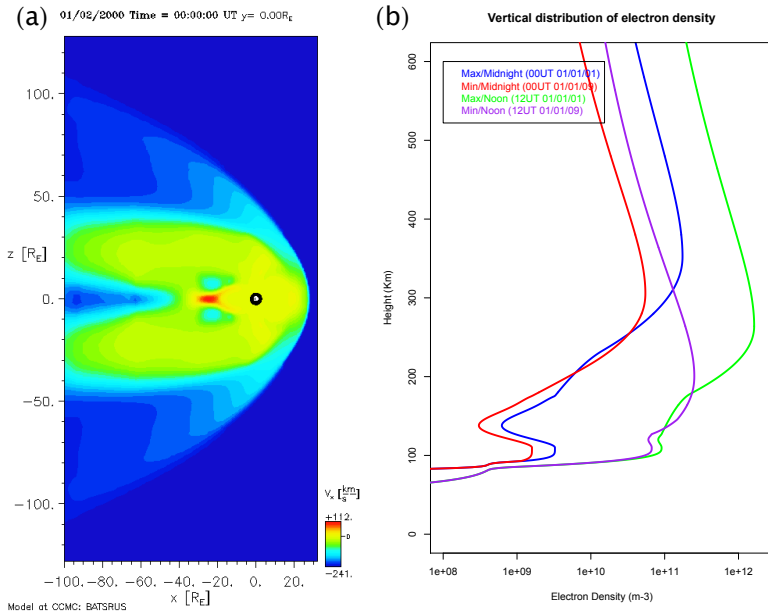 (a) 01/02/2000 Time = 00:00:00 UT y= 0.00R_E
100.
50.
z [R_E] 0.
-50.
-100.
-100. -80. -60. -40. -20. 0. 20.
x [R_E]
V_x [km/s]
+112.
0
-241.
Model at CCMC: BATSRUS
(b) Vertical distribution of electron density
Max/Midnight (00UT 01/01/01)
Min/Midnight (00UT 01/01/09)
Max/Noon (12UT 01/01/01)
Min/Noon (12UT 01/01/09)
600
500
400
300
200
100
0
Height (Km)
1e+08 1e+09 1e+10 1e+11 1e+12
Electron Density (m-3)